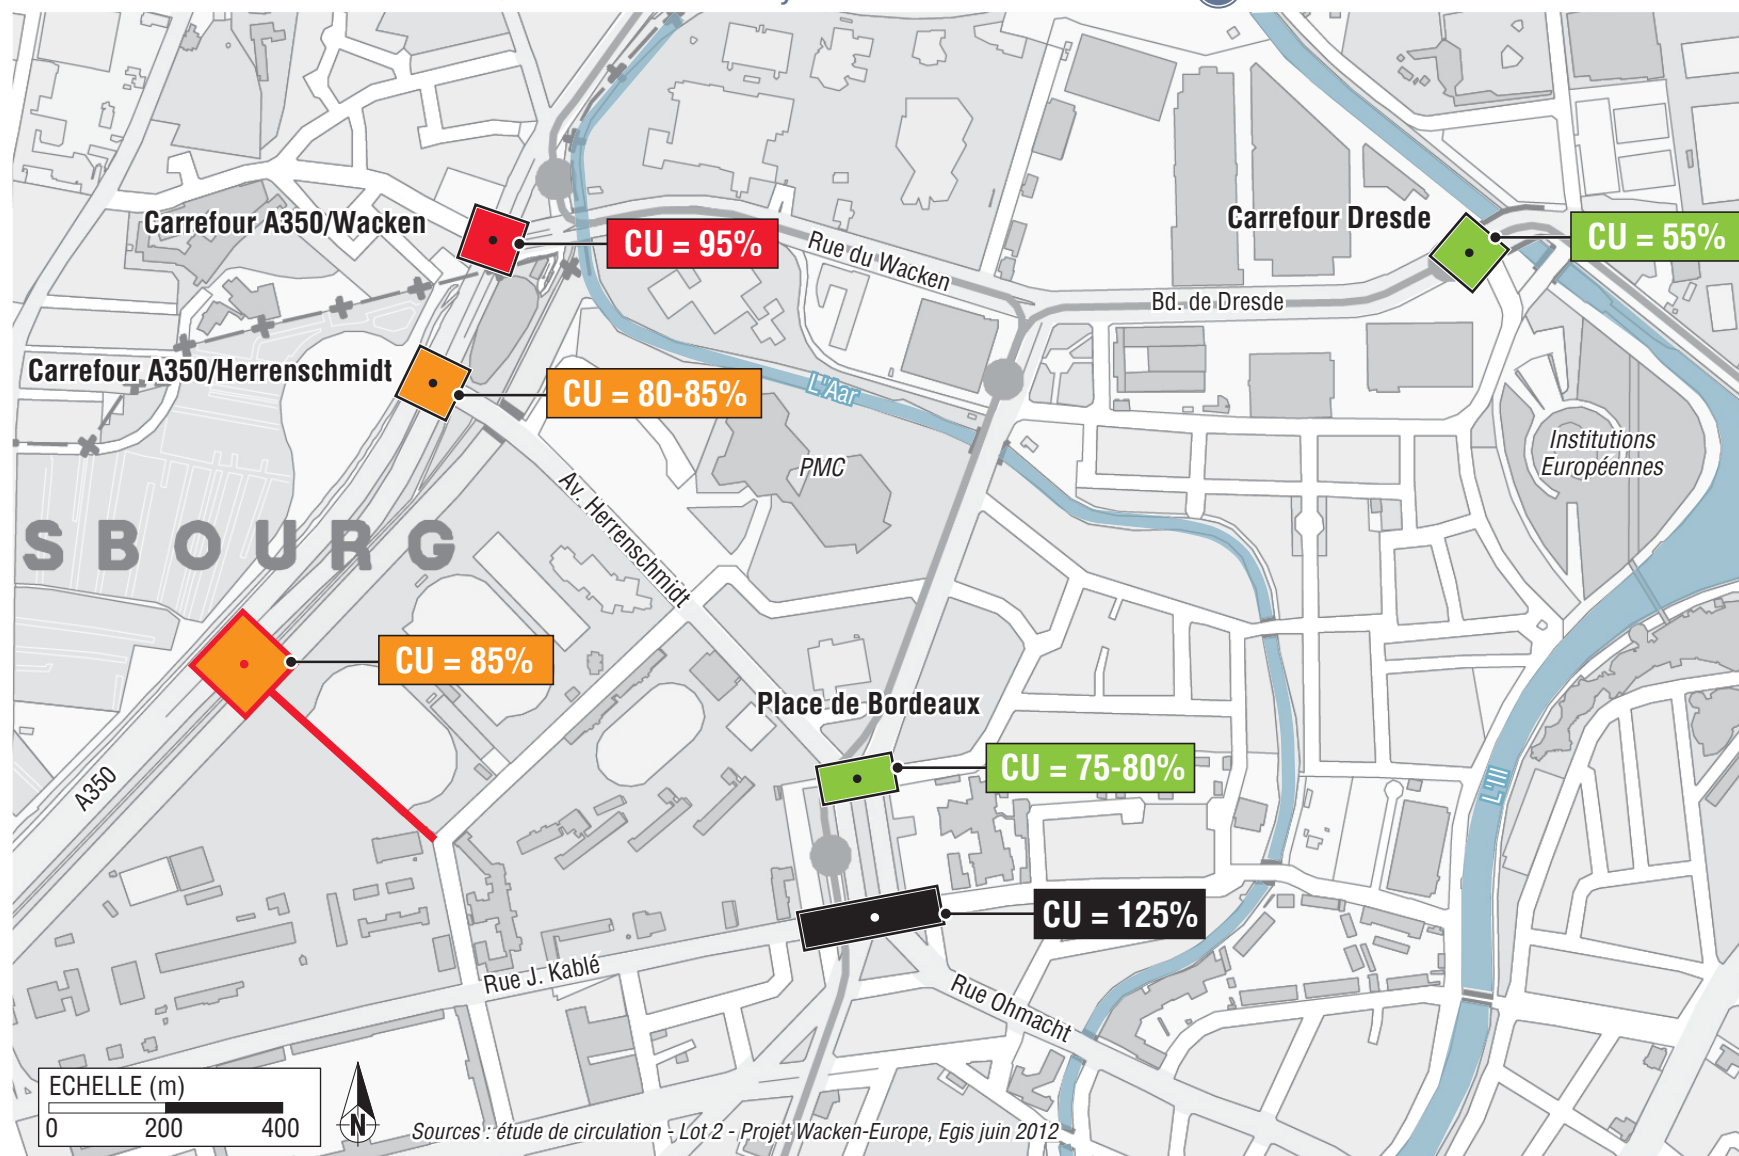 Carrefour A350/Wacken
CU = 95%
Carrefour Dresde
CU = 55%
Rue du Wacken
Bd. de Dresde
Carrefour A350/Herrenschmidt
CU = 80-85%
L'Aar
PMC
Institutions
Européennes
Av. Herrenschmidt
SBOURG
CU = 85%
Place de Bordeaux
CU = 75-80%
A350
L'Ill
CU = 125%
Rue J. Kablé
Rue Ohmacht
ECHELLE (m)
0 200 400
N
Sources : étude de circulation - Lot 2 - Projet Wacken-Europe, Egis juin 2012